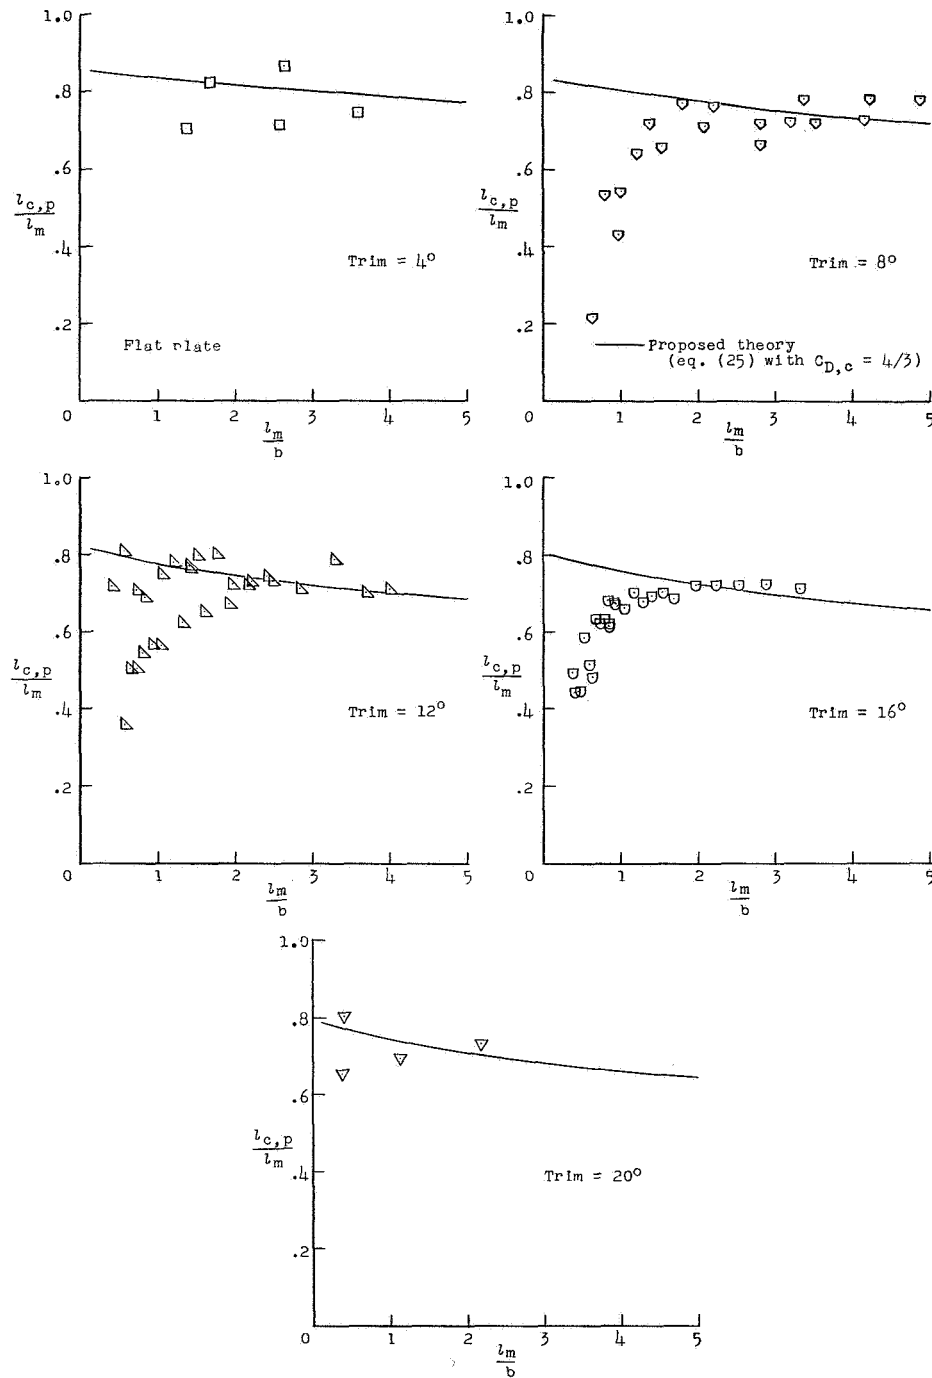 1.0
.8
.6
l_c,p
l_m
.4
Trim = 4°
.2
Flat plate
0 1 2 3 4 5
l_m
b
1.0
.8
.6
l_c,p
l_m
.4
Trim = 8°
.2
Proposed theory
(eq. (25) with C_D,c = 4/3)
0 1 2 3 4 5
l_m
b
1.0
.8
.6
l_c,p
l_m
.4
Trim = 12°
.2
0 1 2 3 4 5
l_m
b
1.0
.8
.6
l_c,p
l_m
.4
Trim = 16°
.2
0 1 2 3 4 5
l_m
b
1.0
.8
.6
l_c,p
l_m
.4
Trim = 20°
.2
0 1 2 3 4 5
l_m
b